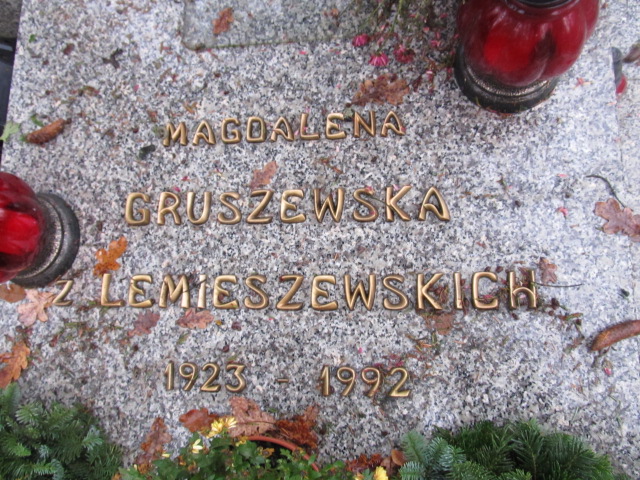 MAGDALENA
GRUSZEWSKA
Z LEMiESZEWSKICH
1923 - 1992